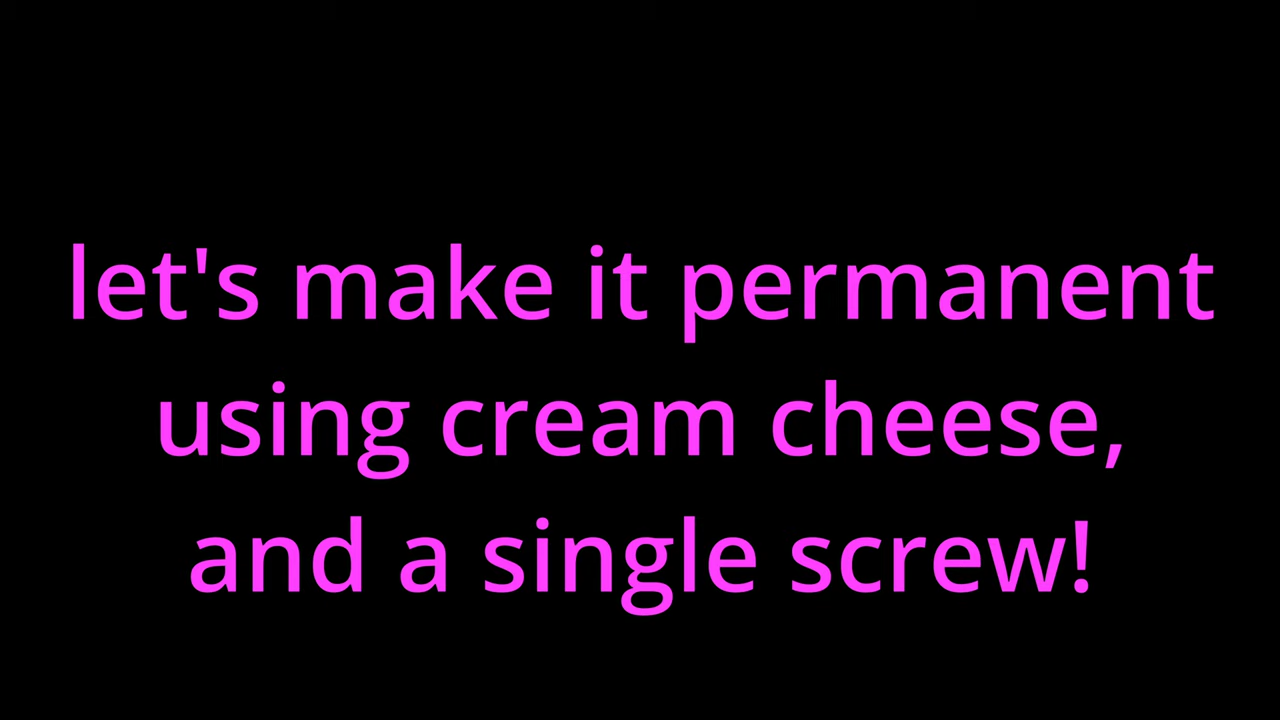 let's make it permanent
using cream cheese,
and a single screw!